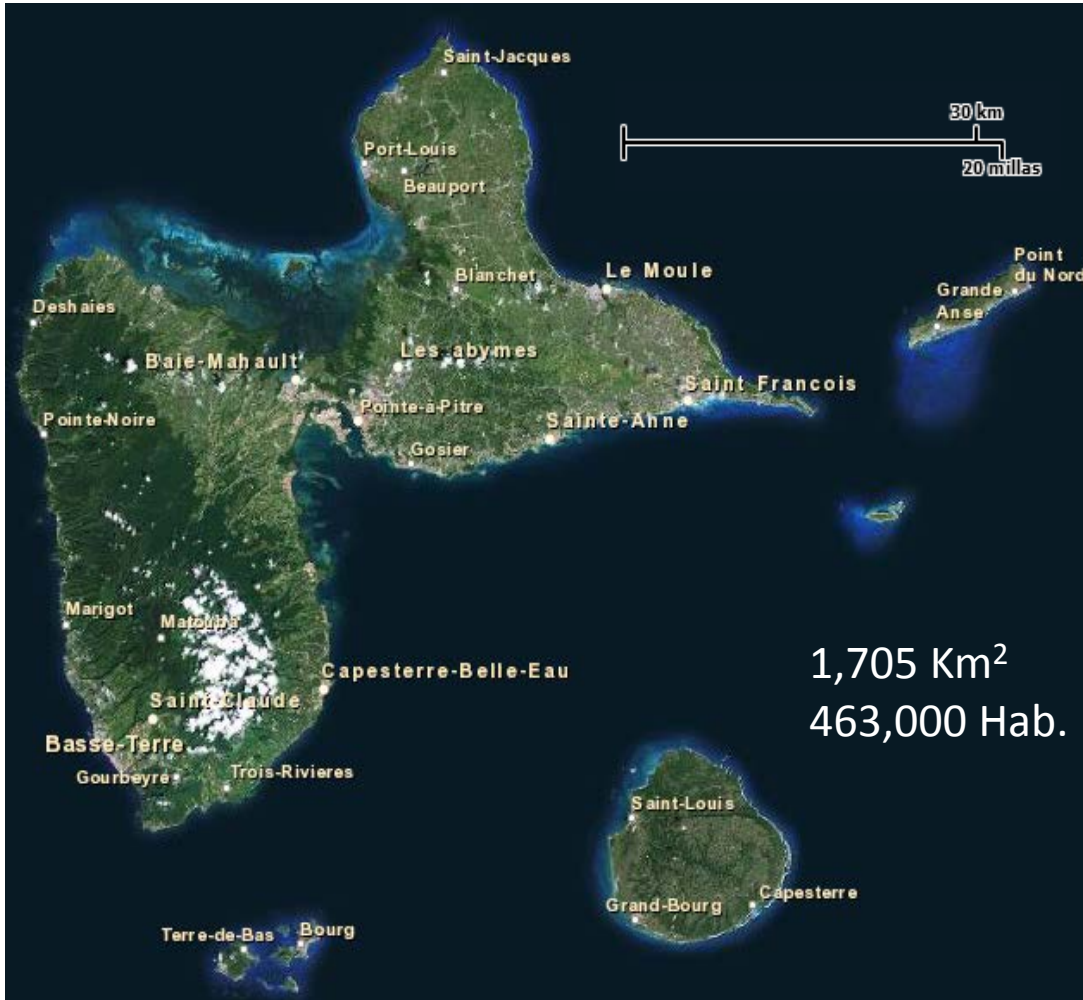 Saint-Jacques
30 km
20 millas
Port-Louis
Beauport
Point
du Nord
Blanchet
Le Moule
Grande
Anse
Deshaies
Baie-Mahault
Les abymes
Saint Francois
Pointe-Noire
Pointe-à-Pitre
Sainte-Anne
Gosier
Marigot
Matouba
Capesterre-Belle-Eau
1,705 Km²
Saint-Claude
463,000 Hab.
Basse-Terre
Gourbeyre
Trois-Rivieres
Saint-Louis
Grand-Bourg
Capesterre
Terre-de-Bas
Bourg